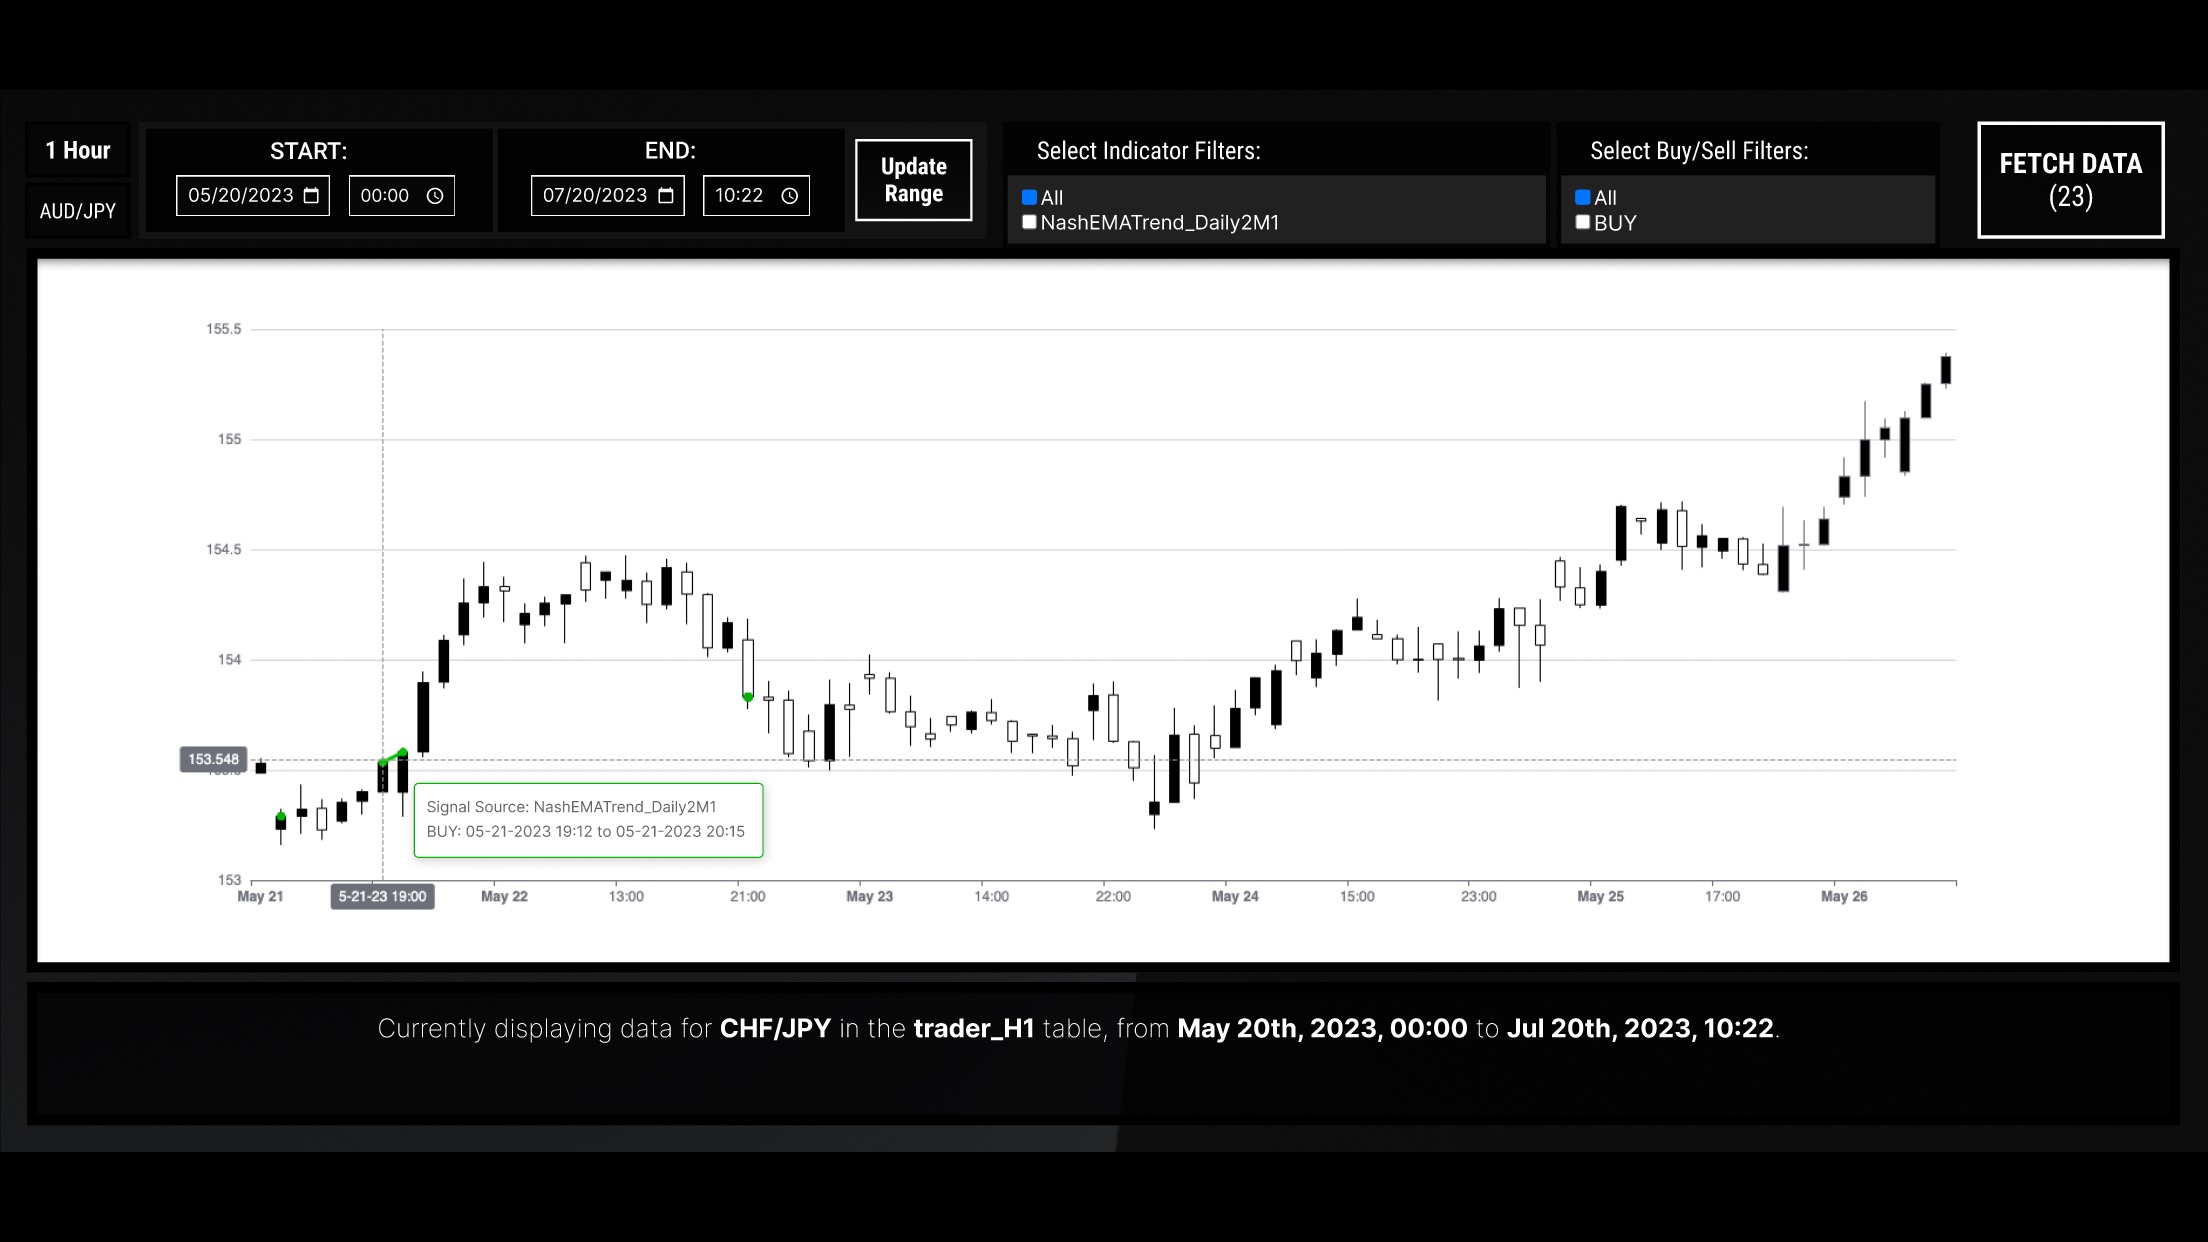 1 Hour
AUD/JPY
START:
05/20/2023 00:00
END:
07/20/2023 10:22
Update
Range
Select Indicator Filters:
All
NashEMATrend_Daily2M1
Select Buy/Sell Filters:
All
BUY
FETCH DATA
(23)
155.5
155
154.5
154
153.548
153
Signal Source: NashEMATrend_Daily2M1
BUY: 05-21-2023 19:12 to 05-21-2023 20:15
May 21 5-21-23 19:00 May 22 13:00 21:00 May 23 14:00 22:00 May 24 15:00 23:00 May 25 17:00 May 26
Currently displaying data for CHF/JPY in the trader_H1 table, from May 20th, 2023, 00:00 to Jul 20th, 2023, 10:22.